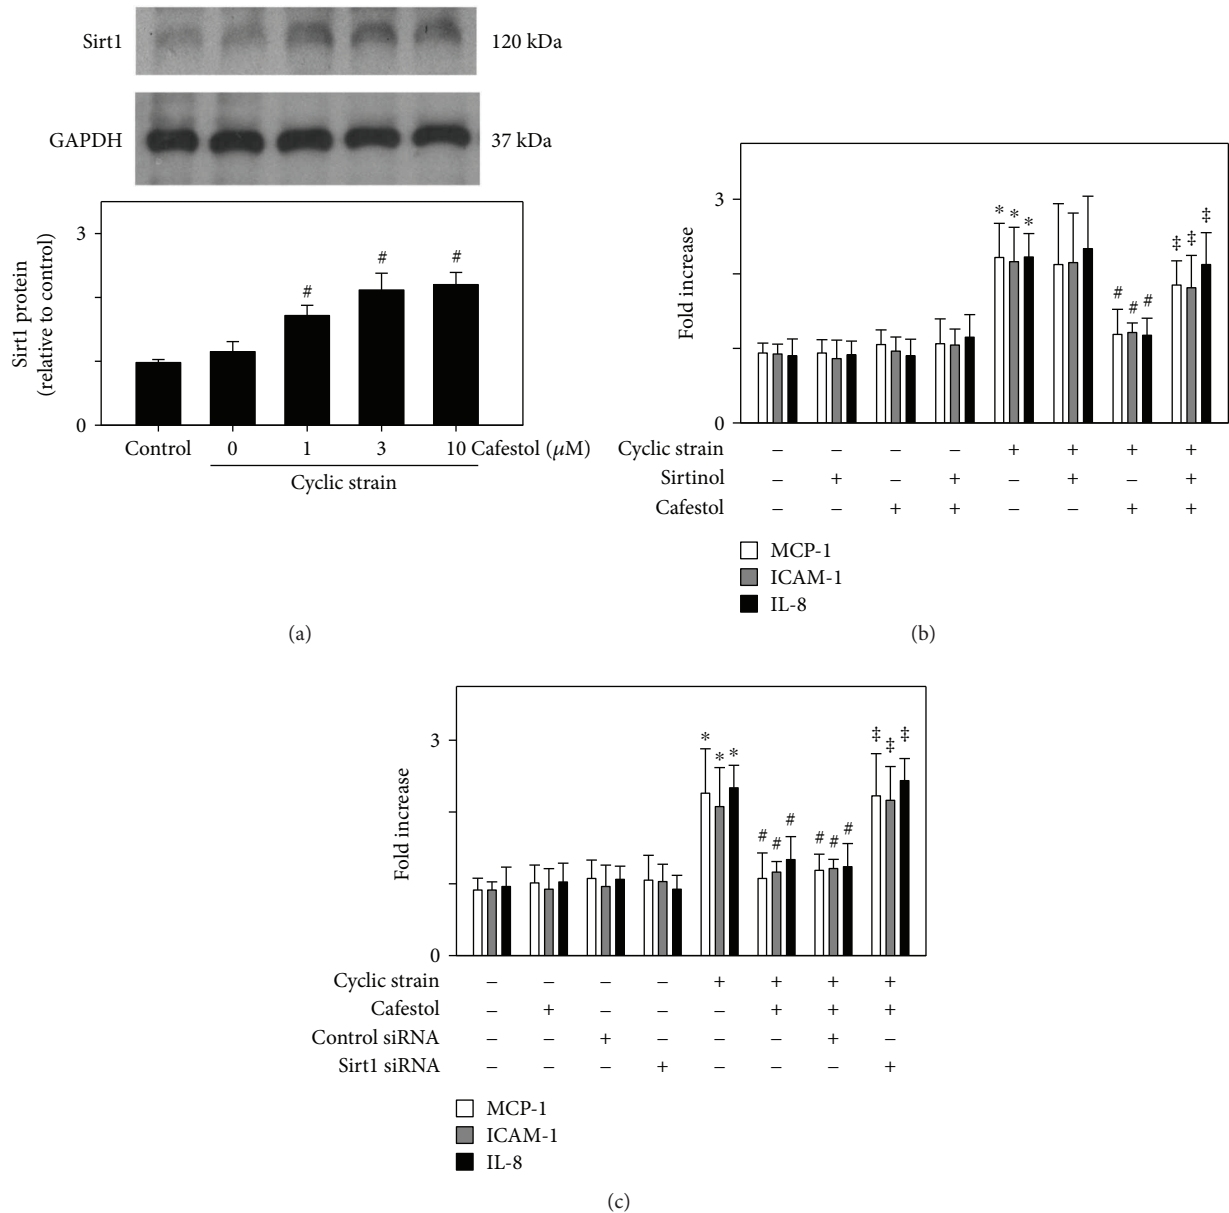 Sirt1 120 kDa
GAPDH 37 kDa
Sirt1 protein
(relative to control)
3
0
# # #
Control 0 1 3 10 Cafestol (µM)
Cyclic strain
(a)
Fold increase
3
0
* * * # # # ‡ ‡ ‡
Cyclic strain – – – – + + + +
Sirtinol – + – + – + – +
Cafestol – – + + – – + +
MCP-1
ICAM-1
IL-8
(b)
Fold increase
3
0
* * * # # # # # # ‡ ‡ ‡
Cyclic strain – – – – + + + +
Cafestol – + – – – + + +
Control siRNA – – + – – – + –
Sirt1 siRNA – – – + – – – +
MCP-1
ICAM-1
IL-8
(c)